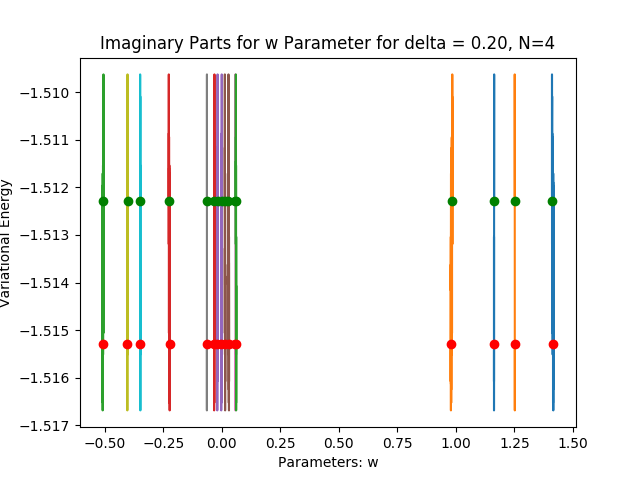 Imaginary Parts for w Parameter for delta = 0.20, N=4
Variational Energy
−1.510
−1.511
−1.512
−1.513
−1.514
−1.515
−1.516
−1.517
−0.50 −0.25 0.00 0.25 0.50 0.75 1.00 1.25 1.50
Parameters: w